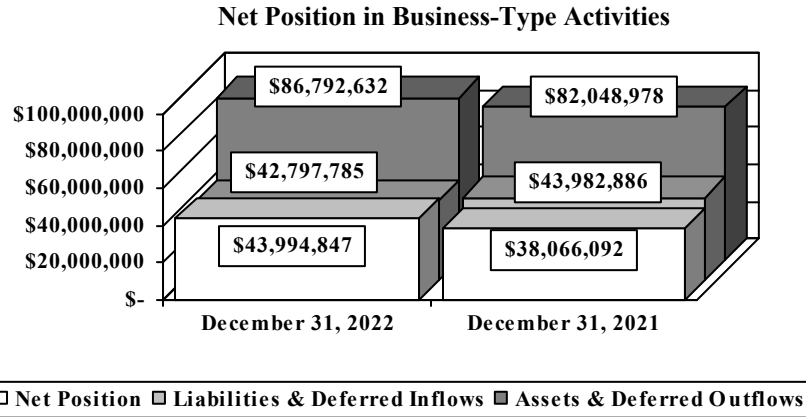 Net Position in Business-Type Activities
$86,792,632
$82,048,978
$100,000,000
$80,000,000
$60,000,000
$40,000,000
$20,000,000
$-
$42,797,785
$43,982,886
$43,994,847
$38,066,092
December 31, 2022
December 31, 2021
Net Position
Liabilities & Deferred Inflows
Assets & Deferred Outflows